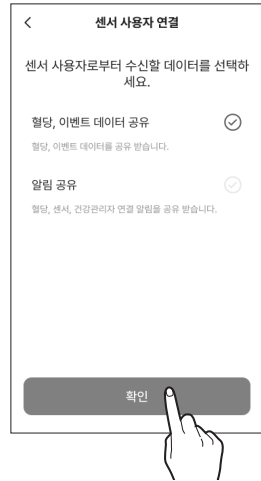 센서 사용자 연결
센서 사용자로부터 수신할 데이터를 선택하
세요.
혈당, 이벤트 데이터 공유
혈당, 이벤트 데이터를 공유 받습니다.
알림 공유
혈당, 센서, 건강관리자 연결 알림을 공유 받습니다.
확인